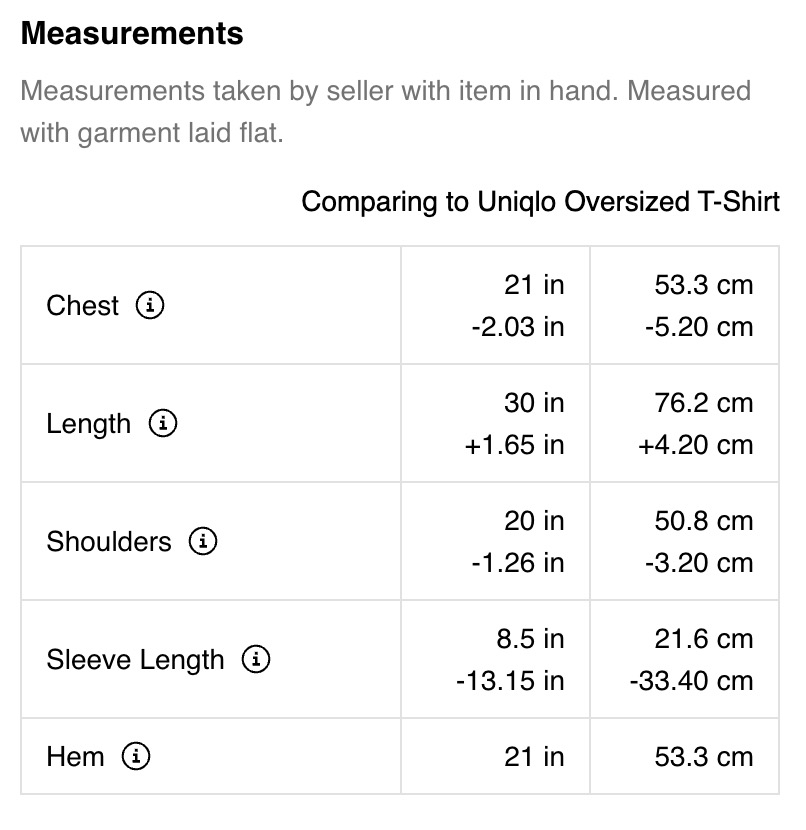 Measurements
Measurements taken by seller with item in hand. Measured
with garment laid flat.
Comparing to Uniqlo Oversized T-Shirt
Chest 21 in 53.3 cm
-2.03 in -5.20 cm
Length 30 in 76.2 cm
+1.65 in +4.20 cm
Shoulders 20 in 50.8 cm
-1.26 in -3.20 cm
Sleeve Length 8.5 in 21.6 cm
-13.15 in -33.40 cm
Hem 21 in 53.3 cm